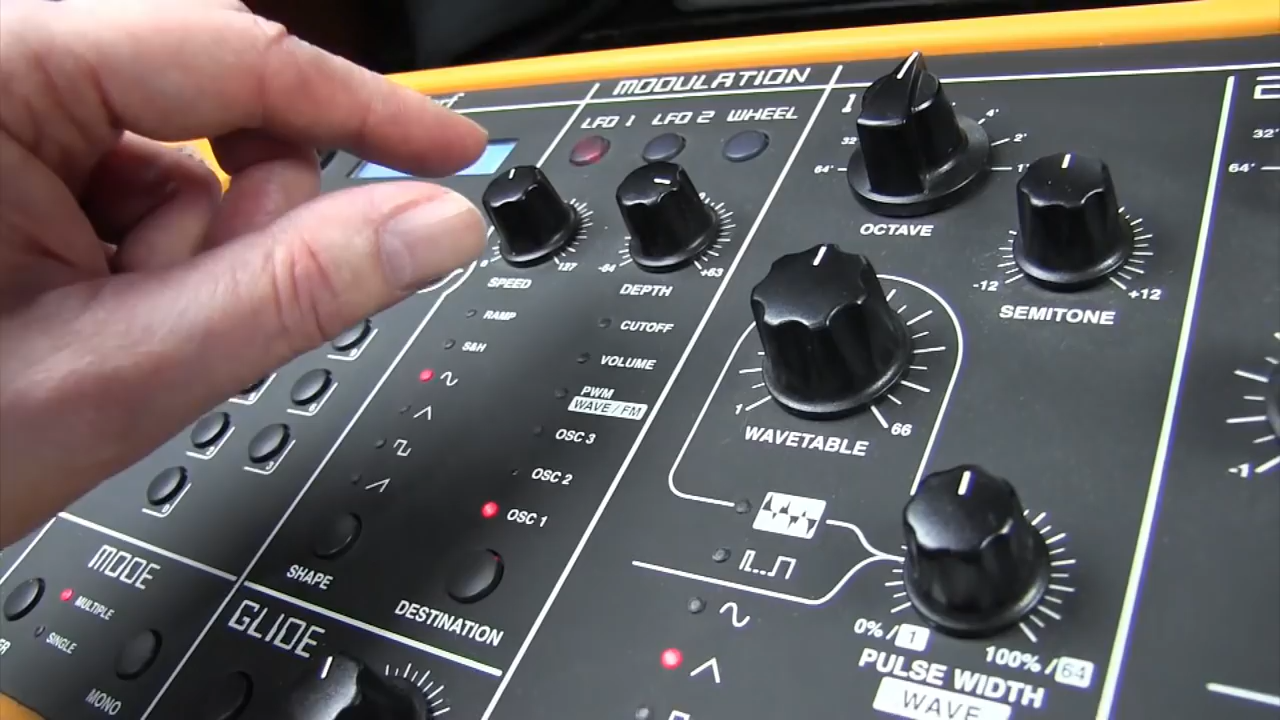 MODULATION
LFO 1 LFO 2 WHEEL
0 127
SPEED
-64 +63
DEPTH
RAMP
S&H
CUTOFF
VOLUME
PWM
WAVE / FM
OSC 3
OSC 2
OSC 1
SHAPE
DESTINATION
MODE
MULTIPLE
SINGLE
MONO
GLIDE
1
64' 32' 1' 2' 4'
OCTAVE
-12 +12
SEMITONE
1 66
WAVETABLE
0% / 1 100% / 64
PULSE WIDTH
WAVE
2
32'
64'
-1